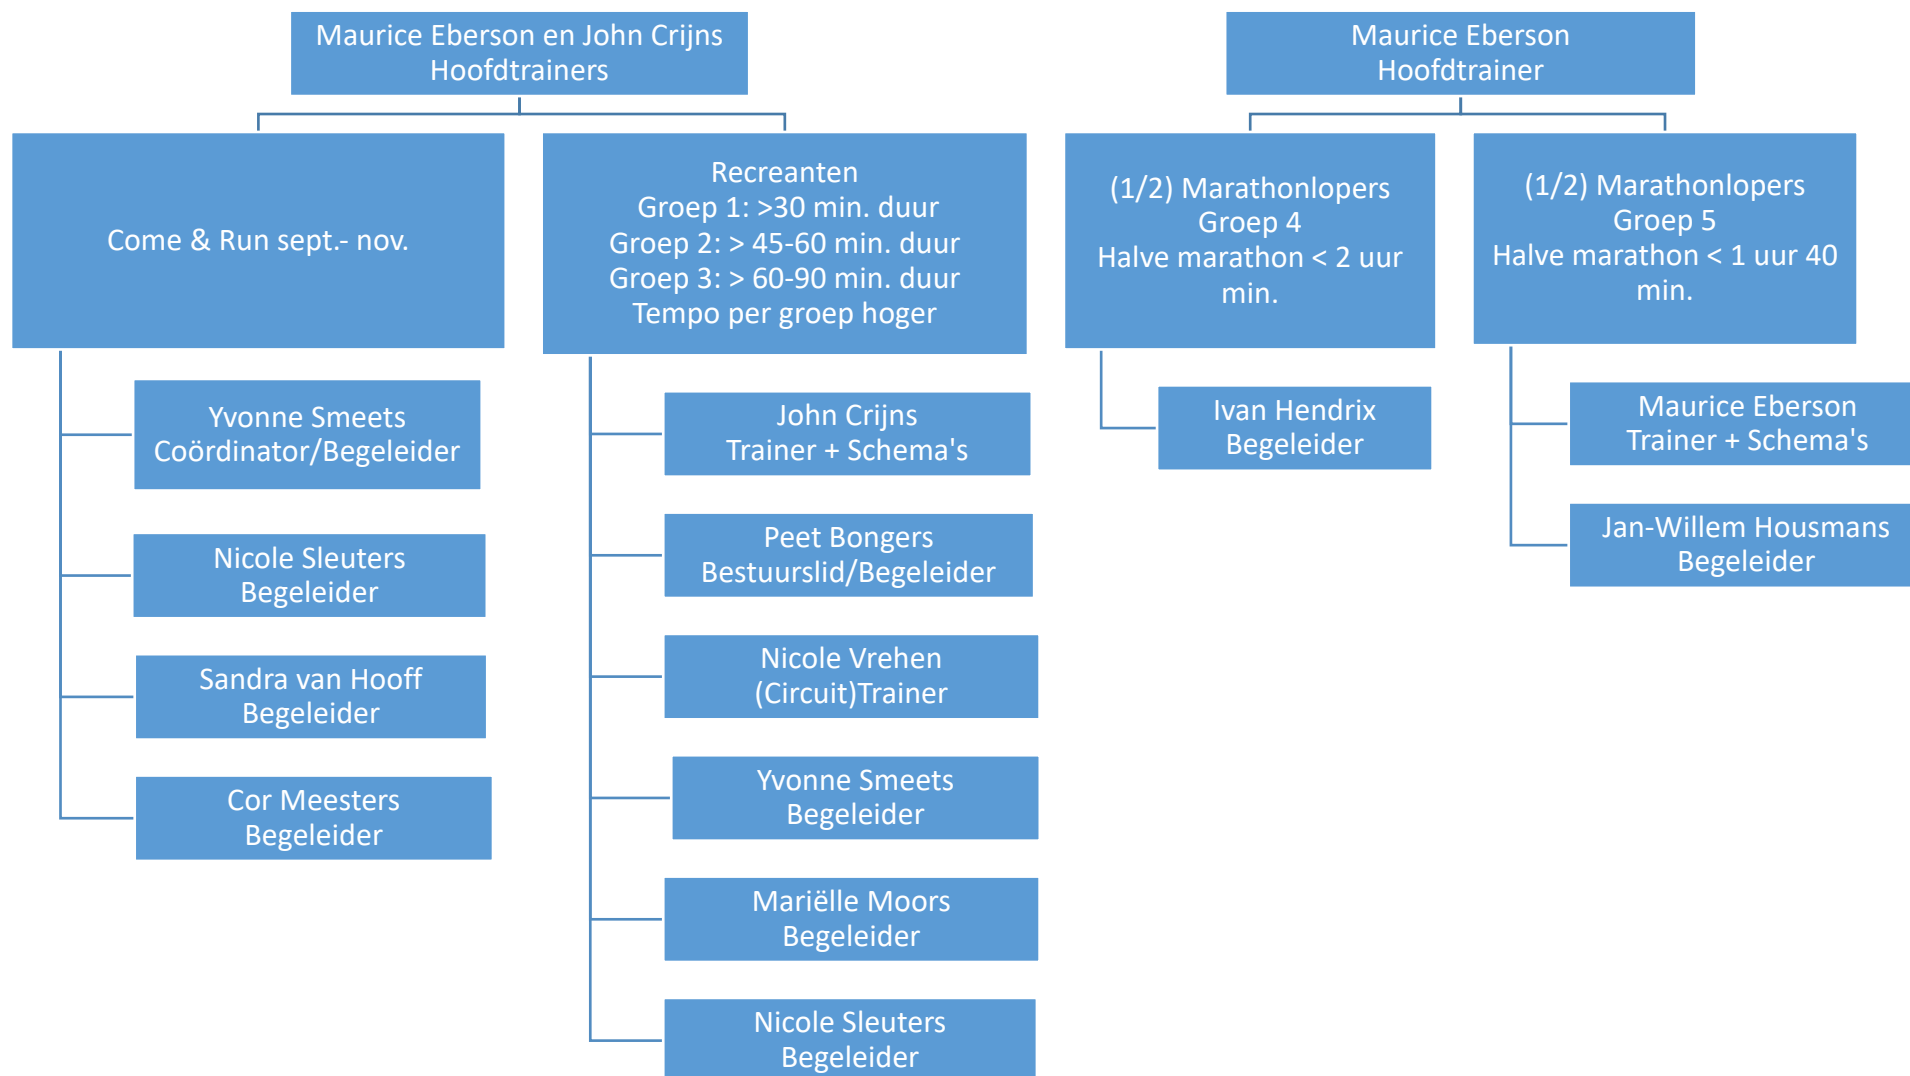 Maurice Eberson en John Crijns
Hoofdtrainers
Come & Run sept.- nov.
Yvonne Smeets
Coördinator/Begeleider
Nicole Sleuters
Begeleider
Sandra van Hooff
Begeleider
Cor Meesters
Begeleider
Recreanten
Groep 1: >30 min. duur
Groep 2: > 45-60 min. duur
Groep 3: > 60-90 min. duur
Tempo per groep hoger
John Crijns
Trainer + Schema's
Peet Bongers
Bestuurslid/Begeleider
Nicole Vrehen
(Circuit)Trainer
Yvonne Smeets
Begeleider
Mariëlle Moors
Begeleider
Nicole Sleuters
Begeleider
Maurice Eberson
Hoofdtrainer
(1/2) Marathonlopers
Groep 4
Halve marathon < 2 uur
min.
Ivan Hendrix
Begeleider
(1/2) Marathonlopers
Groep 5
Halve marathon < 1 uur 40
min.
Maurice Eberson
Trainer + Schema's
Jan-Willem Housmans
Begeleider